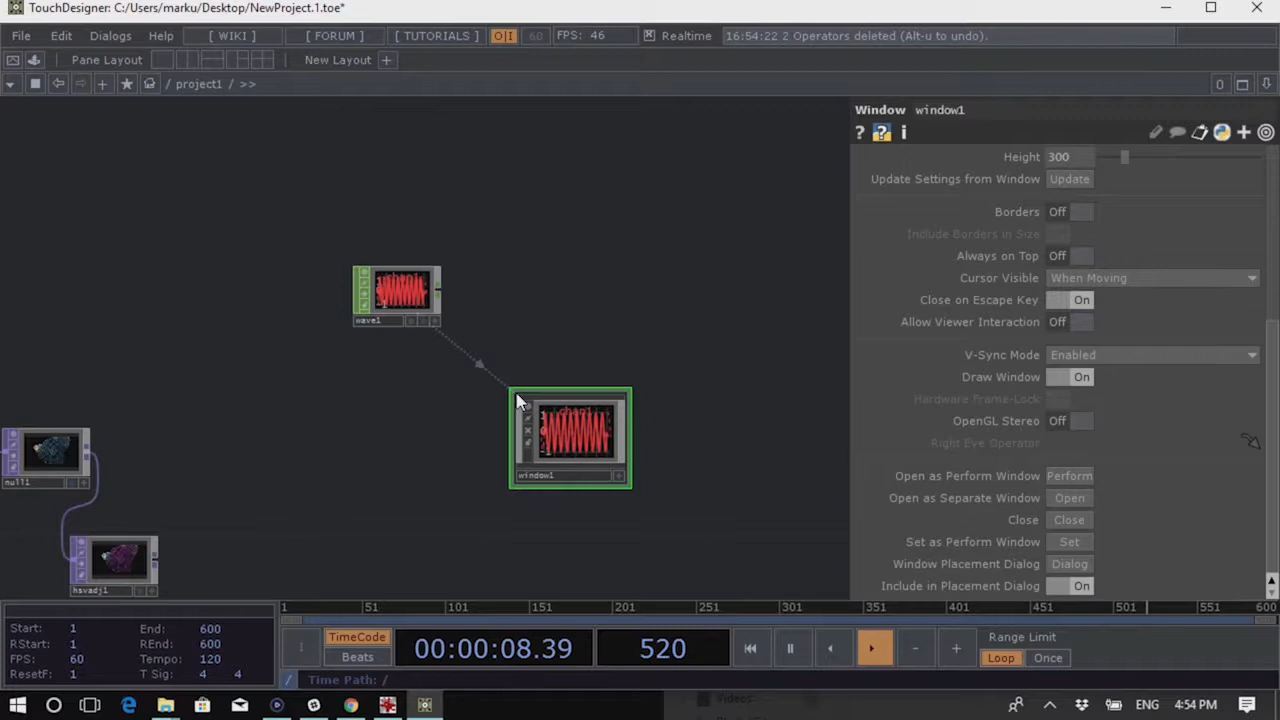 TouchDesigner: C:/Users/marku/Desktop/NewProject.1.toe*
File Edit Dialogs Help [ WIKI ] [ FORUM ] [ TUTORIALS ] O|I 60 FPS: 46 Realtime 16:54:22 2 Operators deleted (Alt-u to undo).
Pane Layout New Layout +
/ project1 / >> 0
Window window1
? ? i
Height 300
Update Settings from Window Update
Borders Off
Include Borders in Size
Always on Top Off
Cursor Visible When Moving
Close on Escape Key On
Allow Viewer Interaction Off
V-Sync Mode Enabled
Draw Window On
Hardware Frame-Lock
OpenGL Stereo Off
Right Eye Operator
Open as Perform Window Perform
Open as Separate Window Open
Close Close
Set as Perform Window Set
Window Placement Dialog Dialog
Include in Placement Dialog On
chan1
wave1
chan1
window1
null1
hsvadj1
1 51 101 151 201 251 301 351 401 451 501 551 600
Start: 1 End: 600
RStart: 1 REnd: 600
FPS: 60 Tempo: 120
ResetF: 1 T Sig: 4 4
TimeCode
Beats
00:00:08.39 520
Range Limit
Loop Once
/ Time Path: /
Videos
ENG 4:54 PM